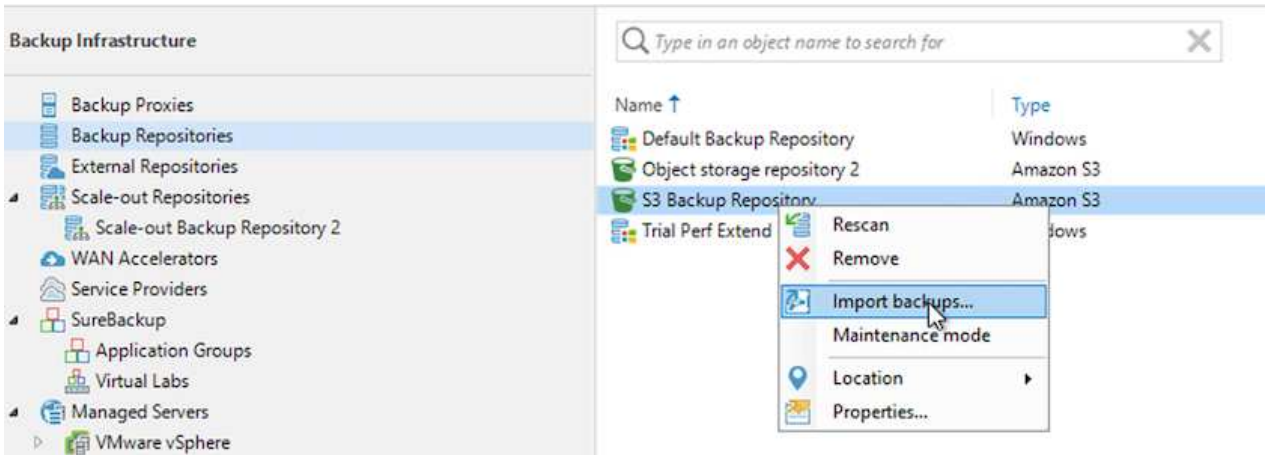 Backup Infrastructure
Type in an object name to search for
Backup Proxies
Backup Repositories
External Repositories
Scale-out Repositories
Scale-out Backup Repository 2
WAN Accelerators
Service Providers
SureBackup
Application Groups
Virtual Labs
Managed Servers
VMware vSphere
Name Type
Default Backup Repository Windows
Object storage repository 2 Amazon S3
S3 Backup Repository Amazon S3
Trial Perf Extend
Rescan
Remove
Import backups...
Maintenance mode
Location
Properties...